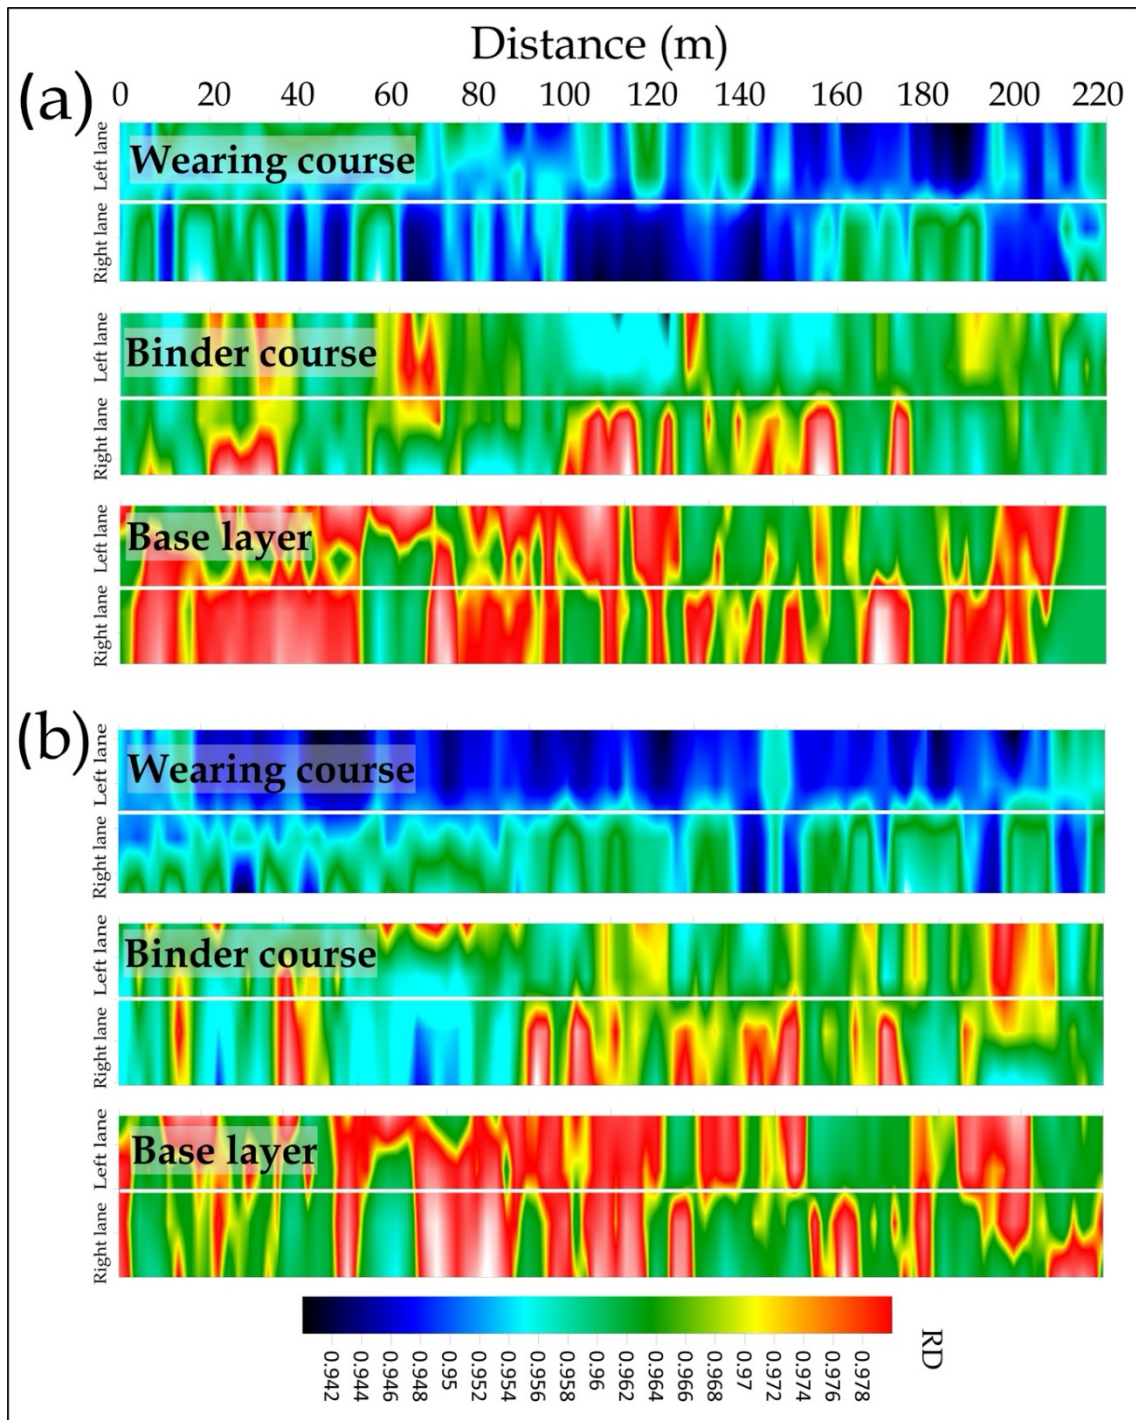 Distance (m)
(a)
0 20 40 60 80 100 120 140 160 180 200 220
Left lane
Wearing course
Right lane
Left lane
Binder course
Right lane
Left lane
Base layer
Right lane
(b)
Left lane
Wearing course
Right lane
Left lane
Binder course
Right lane
Left lane
Base layer
Right lane
RD
0.942 0.944 0.946 0.948 0.95 0.952 0.954 0.956 0.958 0.96 0.962 0.964 0.966 0.968 0.97 0.972 0.974 0.976 0.978